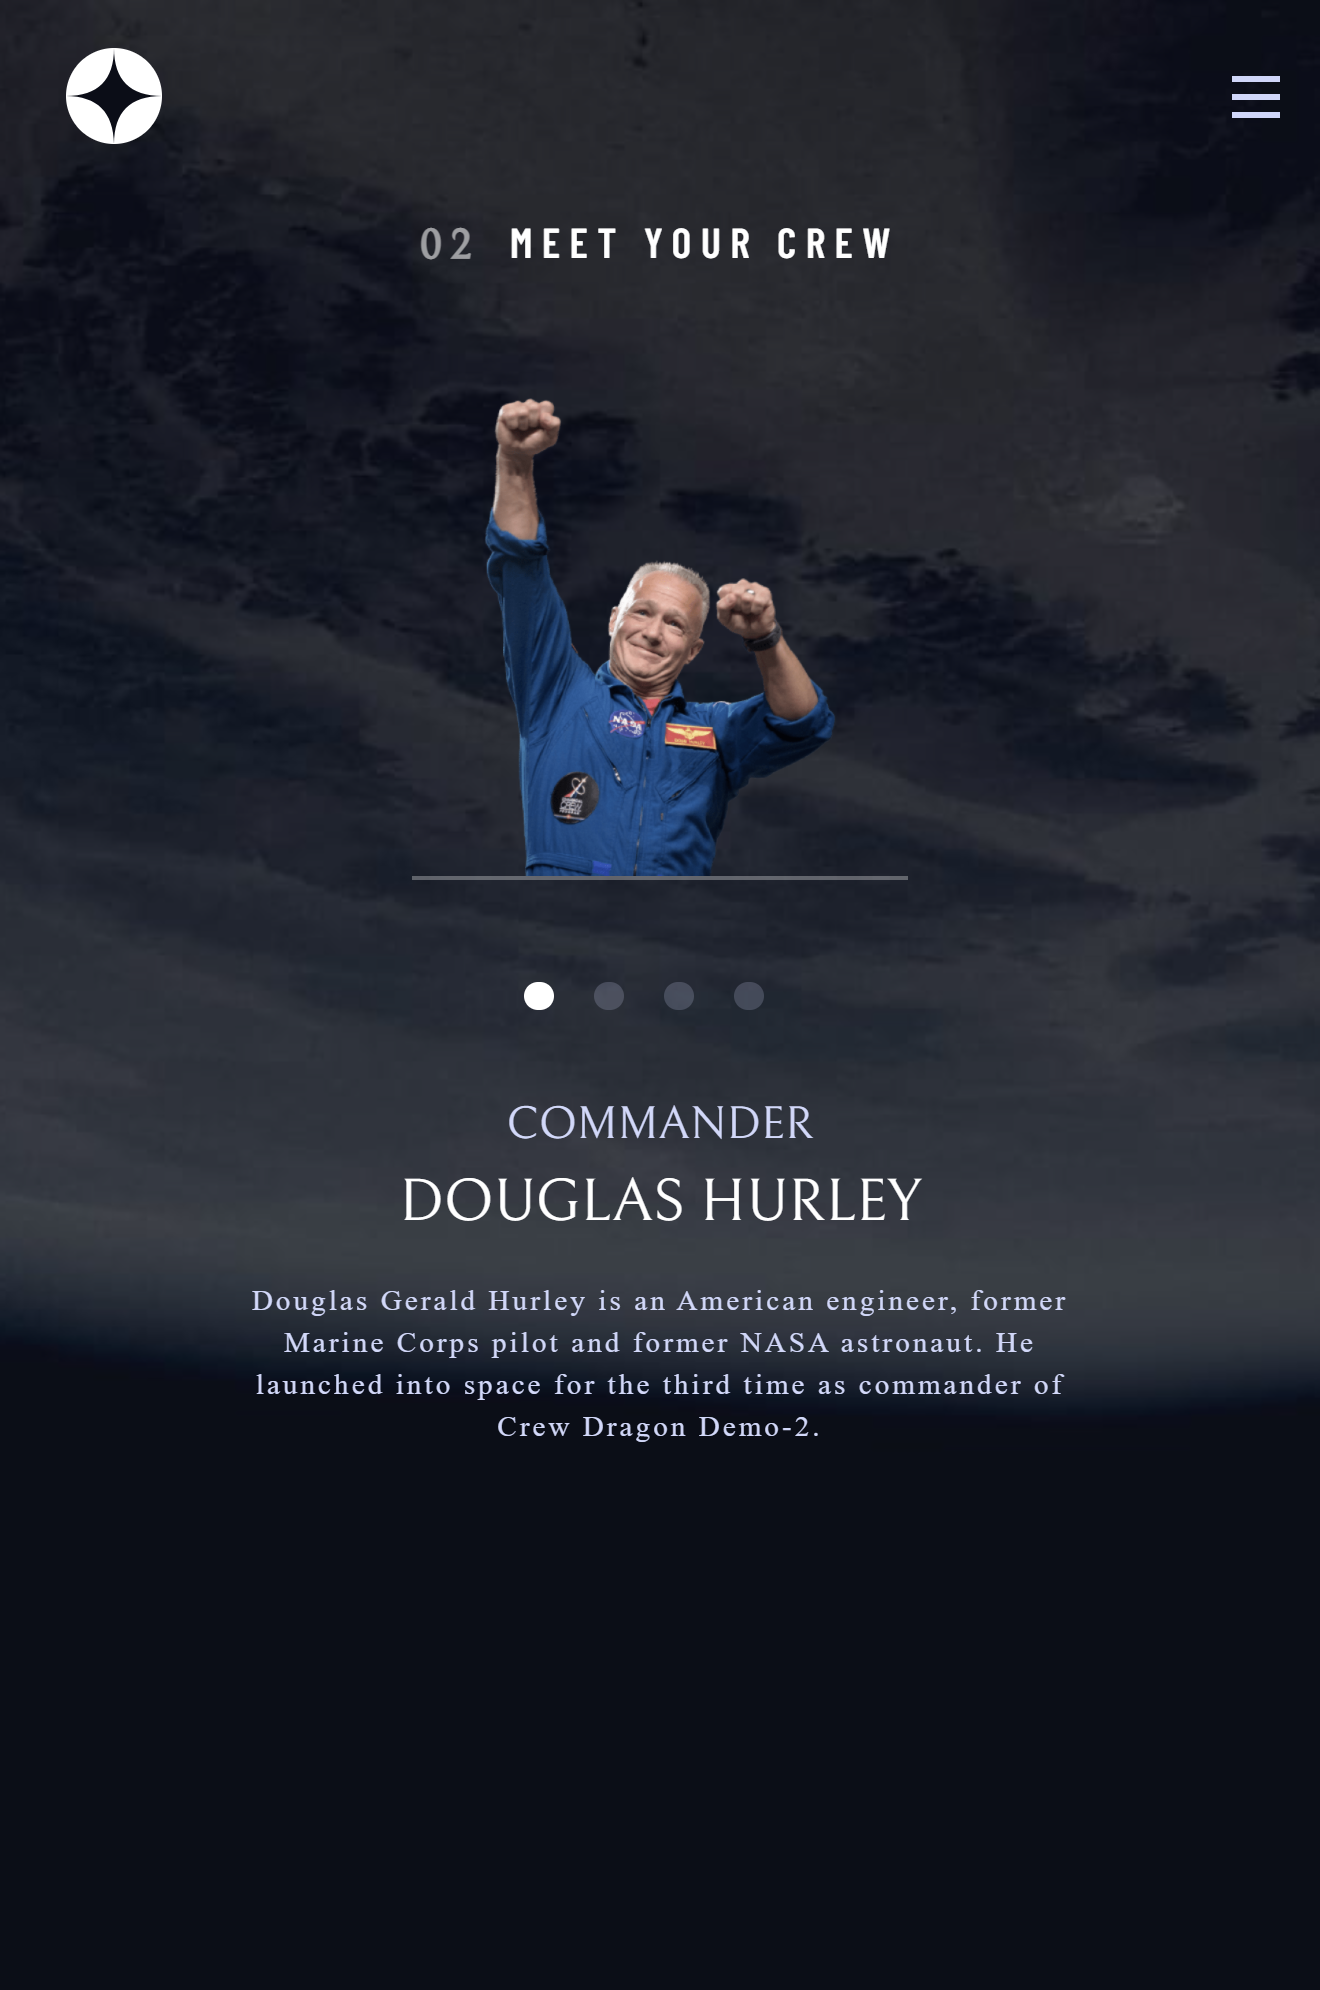 02 MEET YOUR CREW
NASA
COMMANDER
DOUGLAS HURLEY
Douglas Gerald Hurley is an American engineer, former
Marine Corps pilot and former NASA astronaut. He
launched into space for the third time as commander of
Crew Dragon Demo-2.